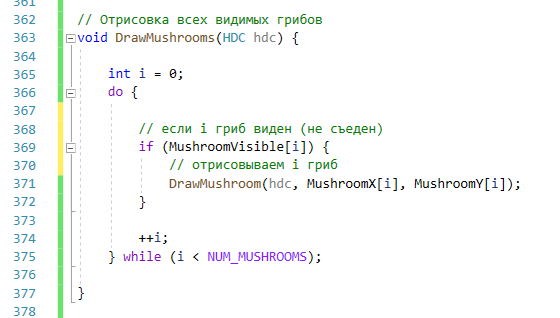 361
362 // Отрисовка всех видимых грибов
363 void DrawMushrooms(HDC hdc) {
364
365 int i = 0;
366 do {
367
368 // если i гриб виден (не съеден)
369 if (MushroomVisible[i]) {
370 // отрисовываем i гриб
371 DrawMushroom(hdc, MushroomX[i], MushroomY[i]);
372 }
373
374 ++i;
375 } while (i < NUM_MUSHROOMS);
376
377 }
378